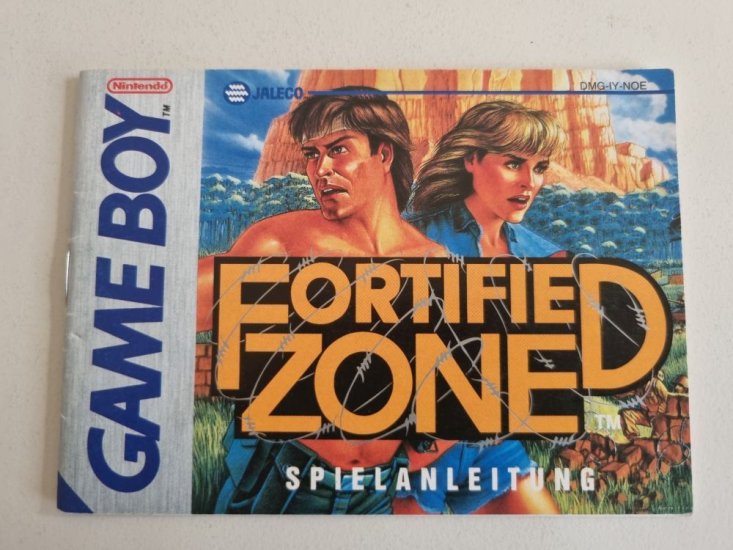 Nintendo
GAME BOY
TM
JALECO
DMG-IY-NOE
FORTIFIED
ZONE
TM
SPIELANLEITUNG